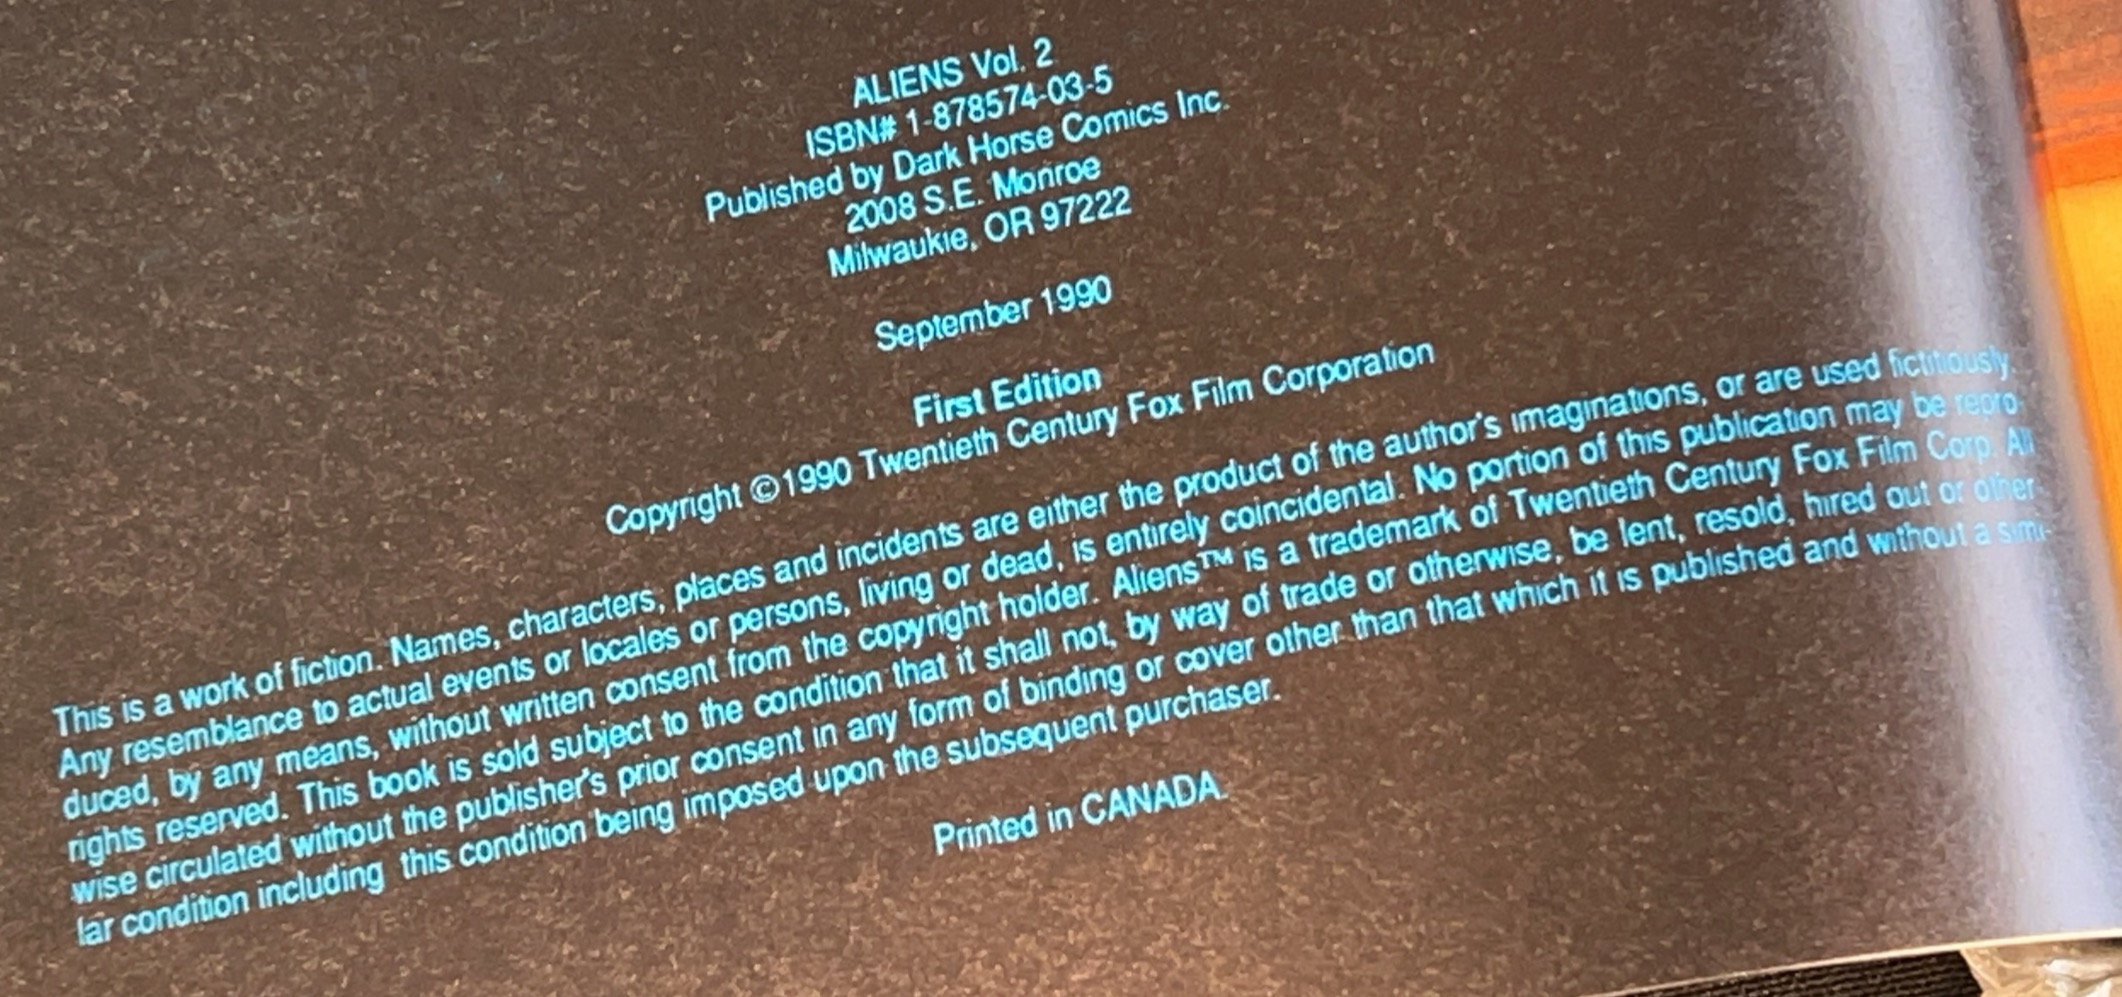 ALIENS Vol. 2
ISBN# 1-878574-03-5
Published by Dark Horse Comics Inc.
2008 S.E. Monroe
Milwaukie, OR 97222
September 1990
First Edition
Copyright ©1990 Twentieth Century Fox Film Corporation
This is a work of fiction. Names, characters, places and incidents are either the product of the author's imaginations, or are used fictitiously.
Any resemblance to actual events or locales or persons, living or dead, is entirely coincidental. No portion of this publication may be repro-
duced, by any means, without written consent from the copyright holder. Aliens™ is a trademark of Twentieth Century Fox Film Corp. All
rights reserved. This book is sold subject to the condition that it shall not, by way of trade or otherwise, be lent, resold, hired out or other-
wise circulated without the publisher's prior consent in any form of binding or cover other than that which it is published and without a simi-
lar condition including this condition being imposed upon the subsequent purchaser.
Printed in CANADA.